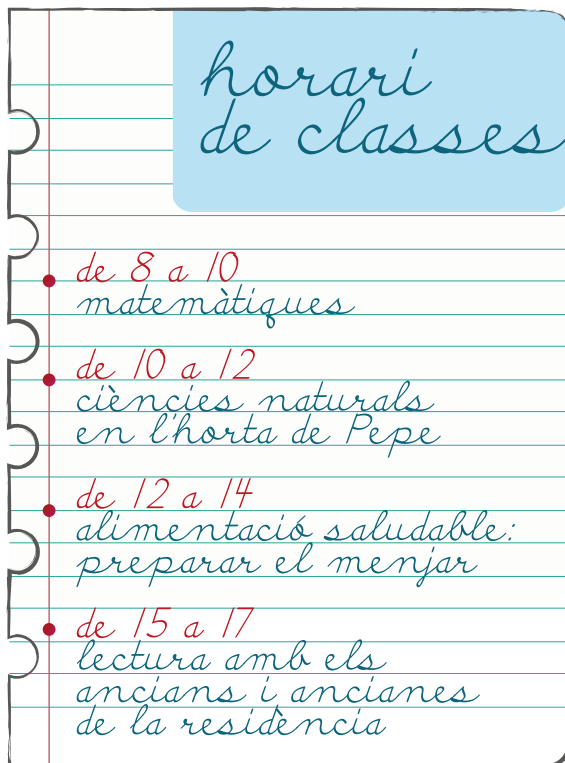 horari
de classes
de 8 a 10
matemàtiques
de 10 a 12
ciències naturals
en l'horta de Pepe
de 12 a 14
alimentació saludable:
preparar el menjar
de 15 a 17
lectura amb els
ancians i ancianes
de la residència